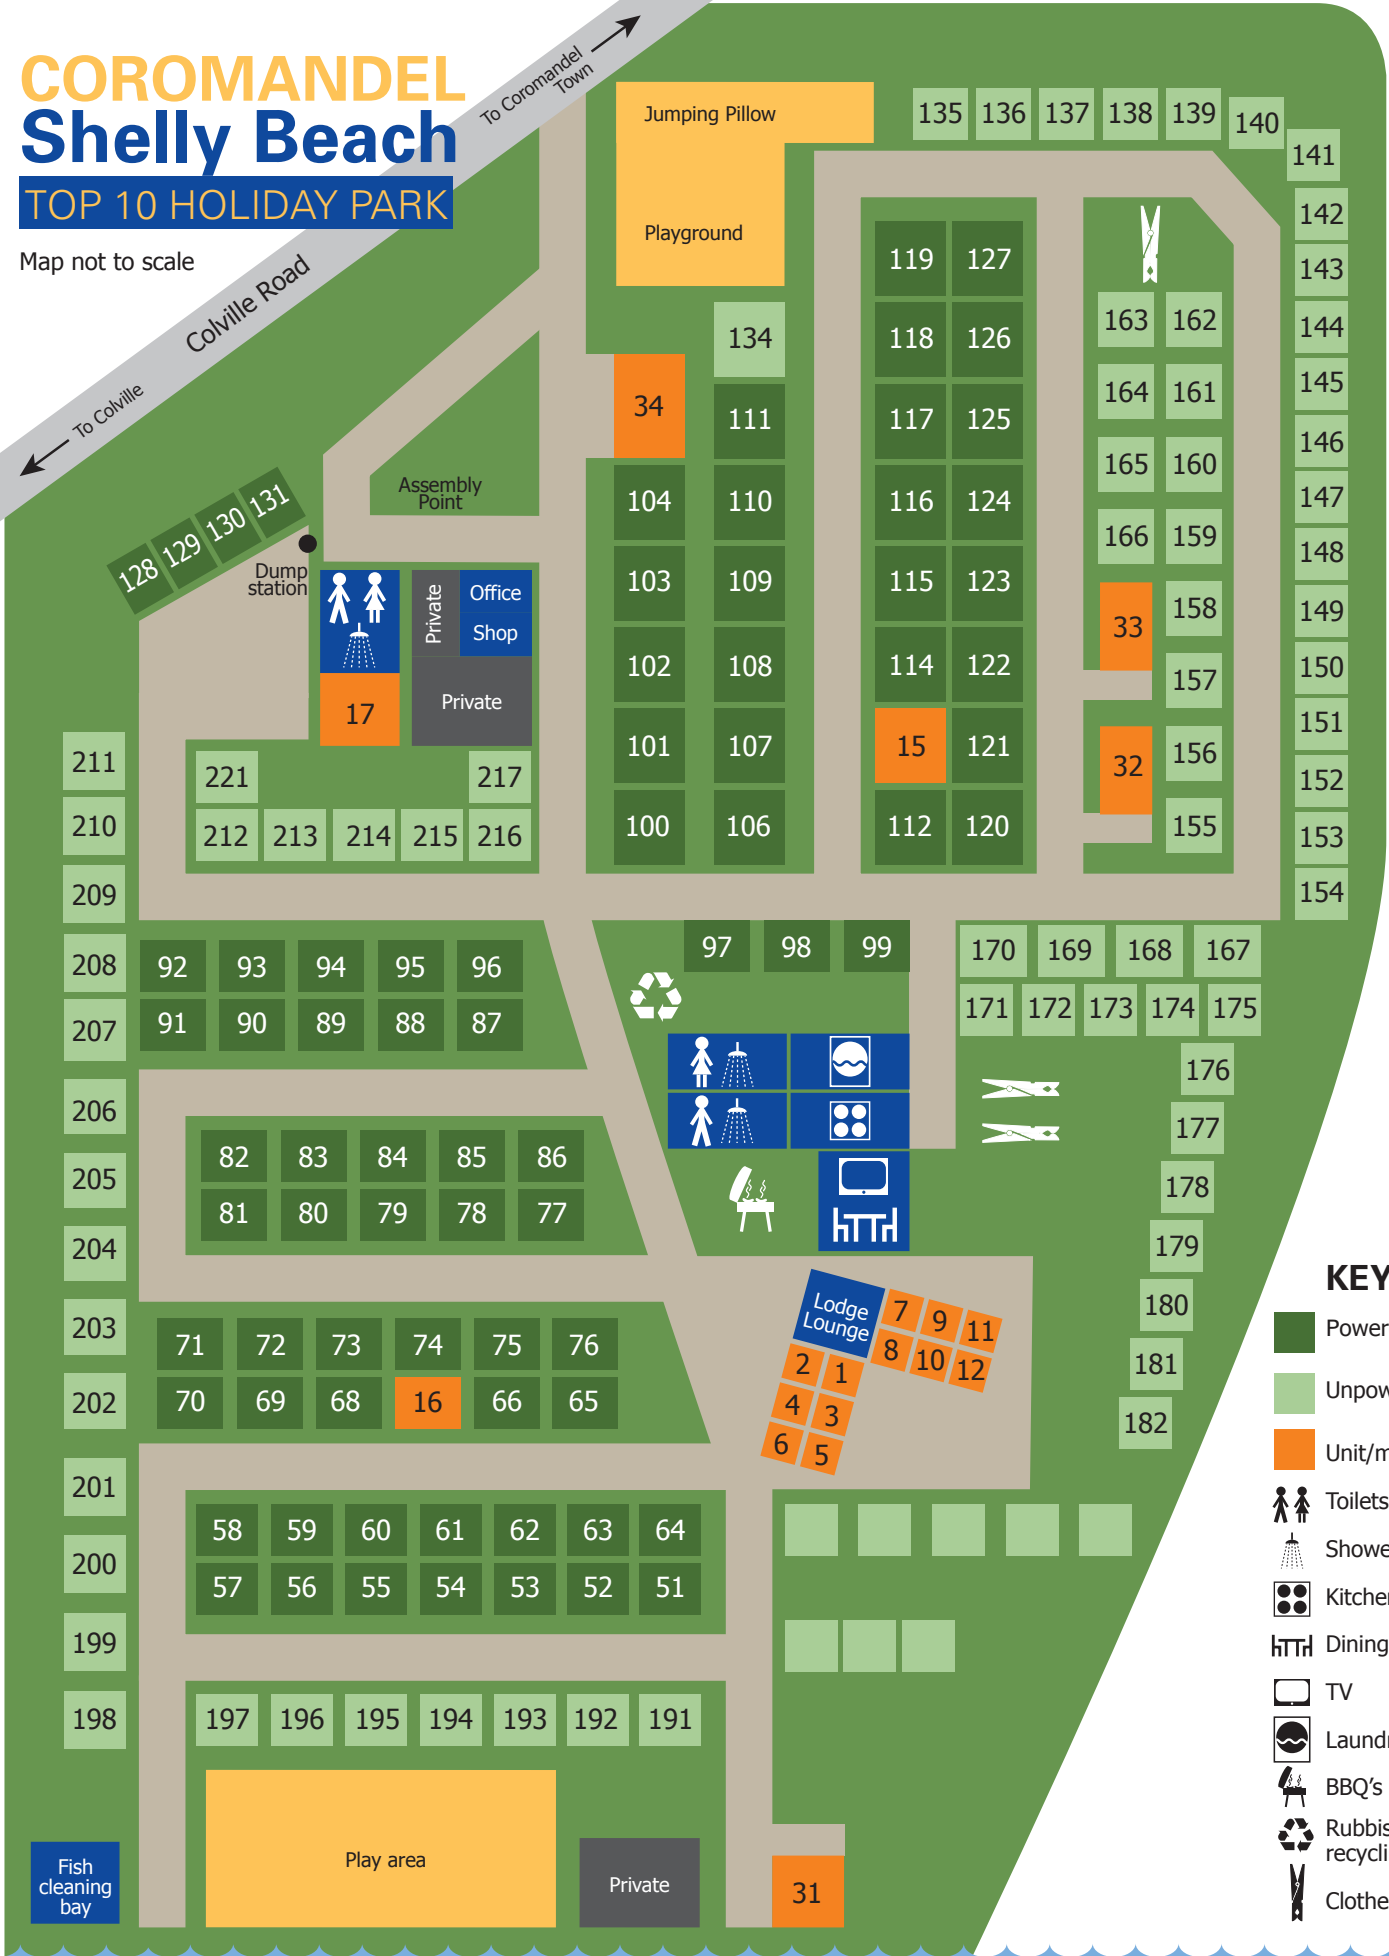 COROMANDEL
Shelly Beach
TOP 10 HOLIDAY PARK
Map not to scale
To Coromandel
Town
Colville Road
To Colville
Jumping Pillow
Playground
135 136 137 138 139 140
141
142
143
144
145
146
147
148
149
150
151
152
153
154
119 127
118 126
117 125
116 124
115 123
114 122
15 121
112 120
163 162
164 161
165 160
166 159
33 158
157
32 156
155
134
34 111
104 110
103 109
102 108
101 107
100 106
Assembly
Point
128 129 130 131
Dump
station
Private
Office
Shop
Private
17
221 217
212 213 214 215 216
211
210
209
208
207
206
205
204
203
202
201
200
199
198
92 93 94 95 96
91 90 89 88 87
97 98 99
170 169 168 167
171 172 173 174 175
176
177
178
179
180
181
182
82 83 84 85 86
81 80 79 78 77
Lodge
Lounge
7 9 11
8 10 12
2 1
4 3
6 5
71 72 73 74 75 76
70 69 68 16 66 65
58 59 60 61 62 63 64
57 56 55 54 53 52 51
197 196 195 194 193 192 191
Play area
Private
31
Fish
cleaning
bay
KEY
Power
Unpow
Unit/m
Toilets
Showe
Kitchen
Dining
TV
Laund
BBQ's
Rubbis
recycli
Clothe